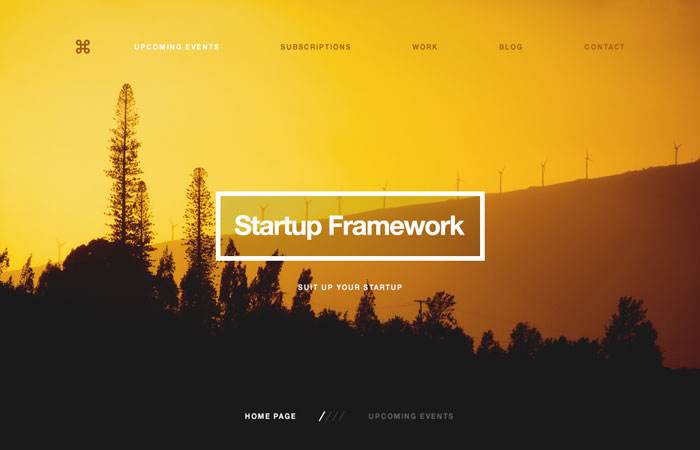 ⌘ UPCOMING EVENTS SUBSCRIPTIONS WORK BLOG CONTACT
Startup Framework
SUIT UP YOUR STARTUP
HOME PAGE //// UPCOMING EVENTS